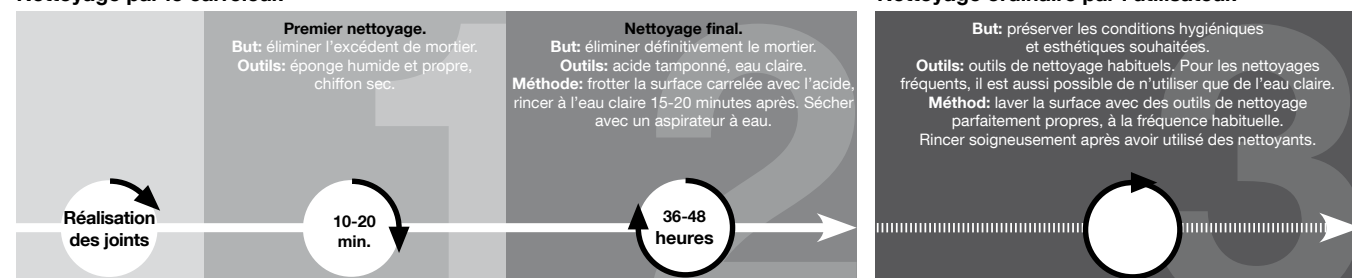 Premier nettoyage.
But: éliminer l'excédent de mortier.
Outils: éponge humide et propre,
chiffon sec.
Nettoyage final.
But: éliminer définitivement le mortier.
Outils: acide tamponné, eau claire.
Méthode: frotter la surface carrelée avec l'acide,
rincer à l'eau claire 15-20 minutes après. Sécher
avec un aspirateur à eau.
But: préserver les conditions hygiéniques
et esthétiques souhaitées.
Outils: outils de nettoyage habituels. Pour les nettoyages
fréquents, il est aussi possible de n'utiliser que de l'eau claire.
Méthod: laver la surface avec des outils de nettoyage
parfaitement propres, à la fréquence habituelle.
Rincer soigneusement après avoir utilisé des nettoyants.
1
2
3
Réalisation
des joints
10-20
min.
36-48
heures